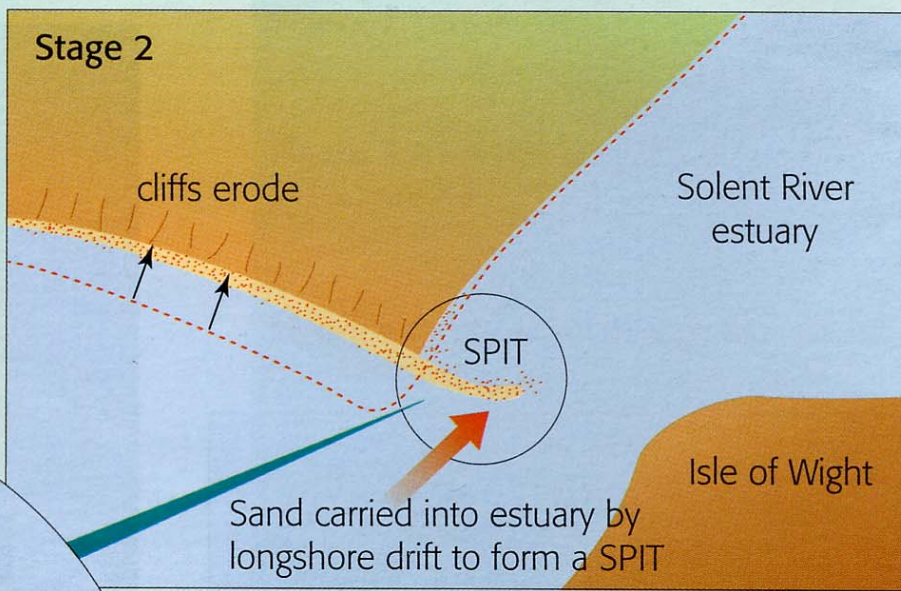 Stage 2
cliffs erode
Solent River
estuary
SPIT
Isle of Wight
Sand carried into estuary by
longshore drift to form a SPIT